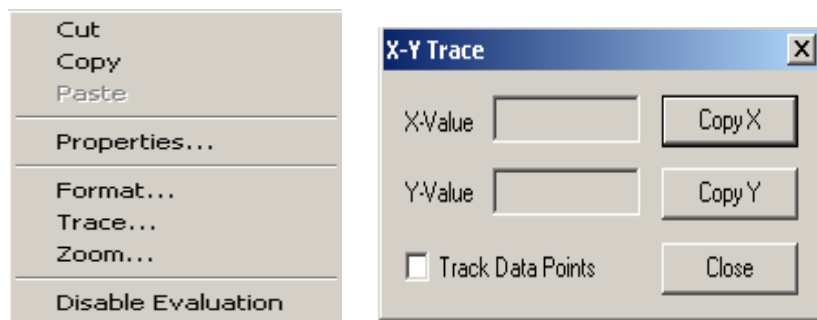 Cut
Copy
Paste
Properties...
Format...
Trace...
Zoom...
Disable Evaluation
X-Y Trace
X-Value
Copy X
Y-Value
Copy Y
Track Data Points
Close